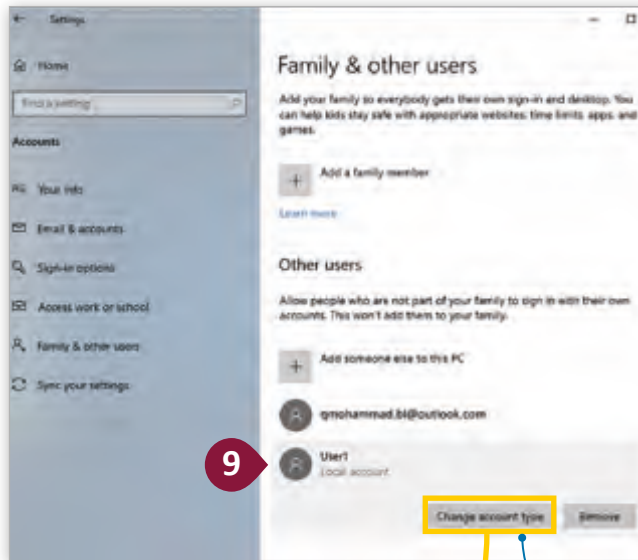 Settings
Home
Find a setting
Accounts
Your info
Email & accounts
Sign-in options
Access work or school
Family & other users
Sync your settings
Family & other users
Add your family so everybody gets their own sign-in and desktop. You
can help kids stay safe with appropriate websites, time limits, apps, and
games.
Add a family member
Learn more
Other users
Allow people who are not part of your family to sign in with their own
accounts. This won't add them to your family.
Add someone else to this PC
qmohammad.bl@outlook.com
9
User1
Local account
Change account type
Remove